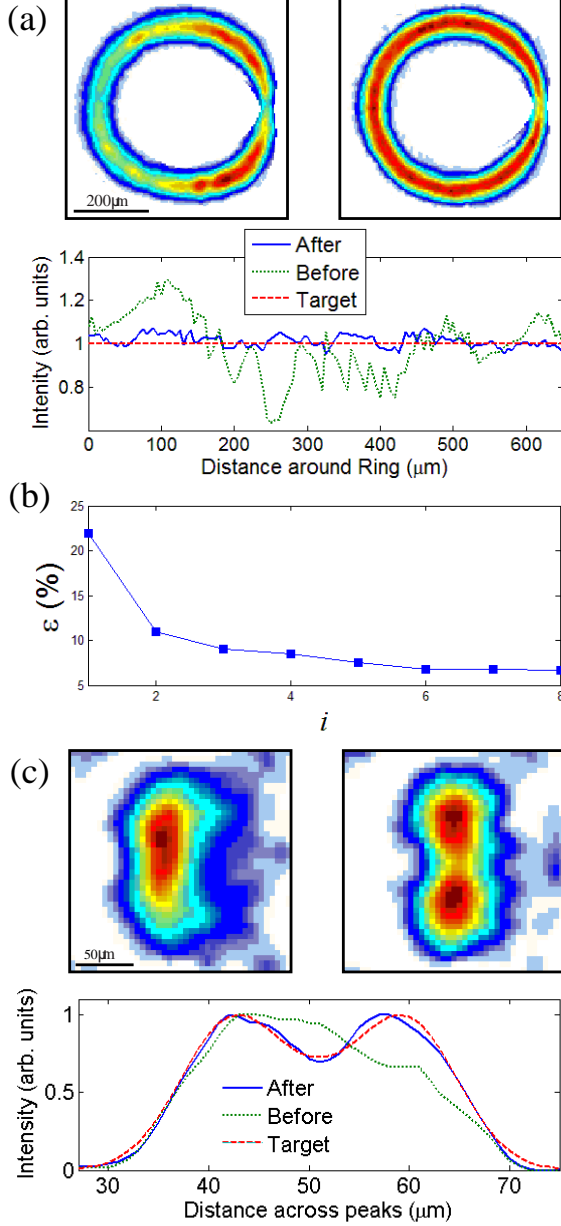 (a)
200μm
After
Before
Target
1.4
1.2
1
0.8
Intenity (arb. units)
0 100 200 300 400 500 600
Distance around Ring (μm)
(b)
25
20
15
10
5
ε (%)
2 4 6 8
i
(c)
50μm
1
0.5
0
Intensity (arb. units)
After
Before
Target
30 40 50 60 70
Distance across peaks (μm)